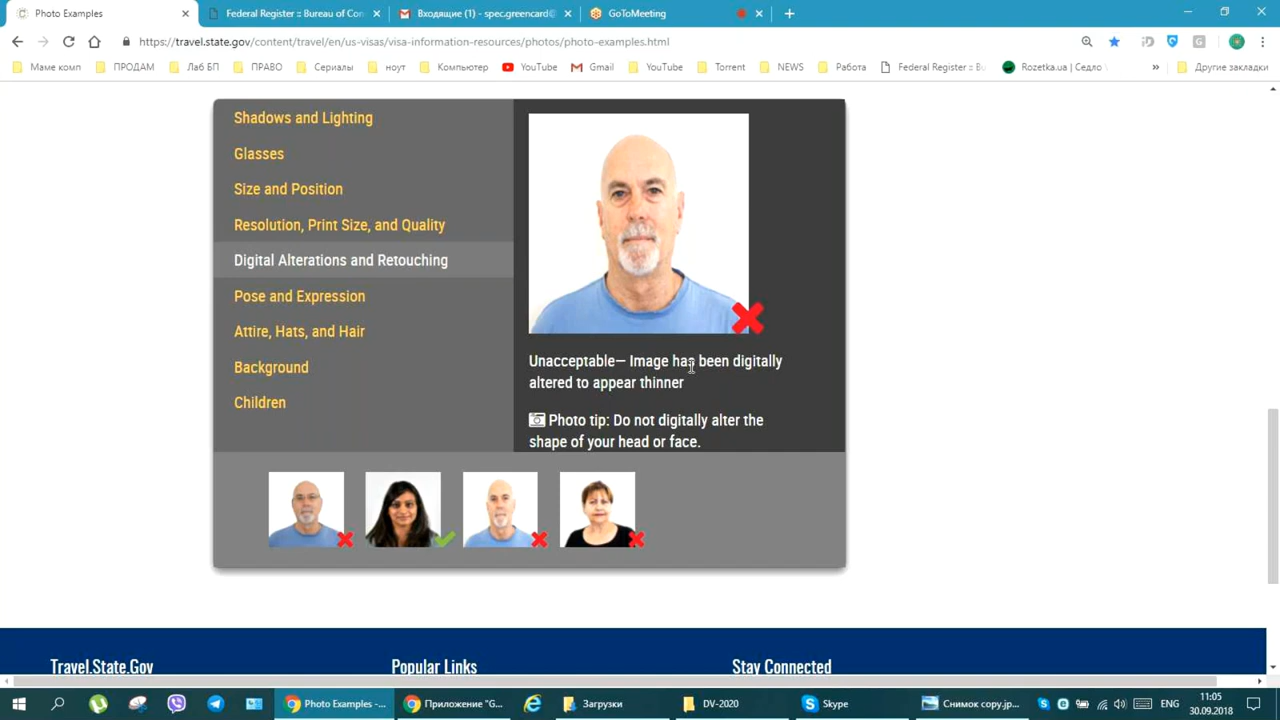 Photo Examples
Federal Register :: Bureau of Con
Входящие (1) - spec.greencard@
GoToMeeting
https://travel.state.gov/content/travel/en/us-visas/visa-information-resources/photos/photo-examples.html
Маме комп
ПРОДАМ
Лаб БП
ПРАВО
Сериалы
ноут
Компьютер
YouTube
Gmail
YouTube
Torrent
NEWS
Работа
Federal Register :: Bu
Rozetka.ua | Седло
»
Другие закладки
Shadows and Lighting
Glasses
Size and Position
Resolution, Print Size, and Quality
Digital Alterations and Retouching
Pose and Expression
Attire, Hats, and Hair
Background
Children
Unacceptable— Image has been digitally
altered to appear thinner
Photo tip: Do not digitally alter the
shape of your head or face.
Travel.State.Gov
Popular Links
Stay Connected
Photo Examples -...
Приложение "G...
Загрузки
DV-2020
Skype
Снимок copy.jp...
ENG
11:05
30.09.2018